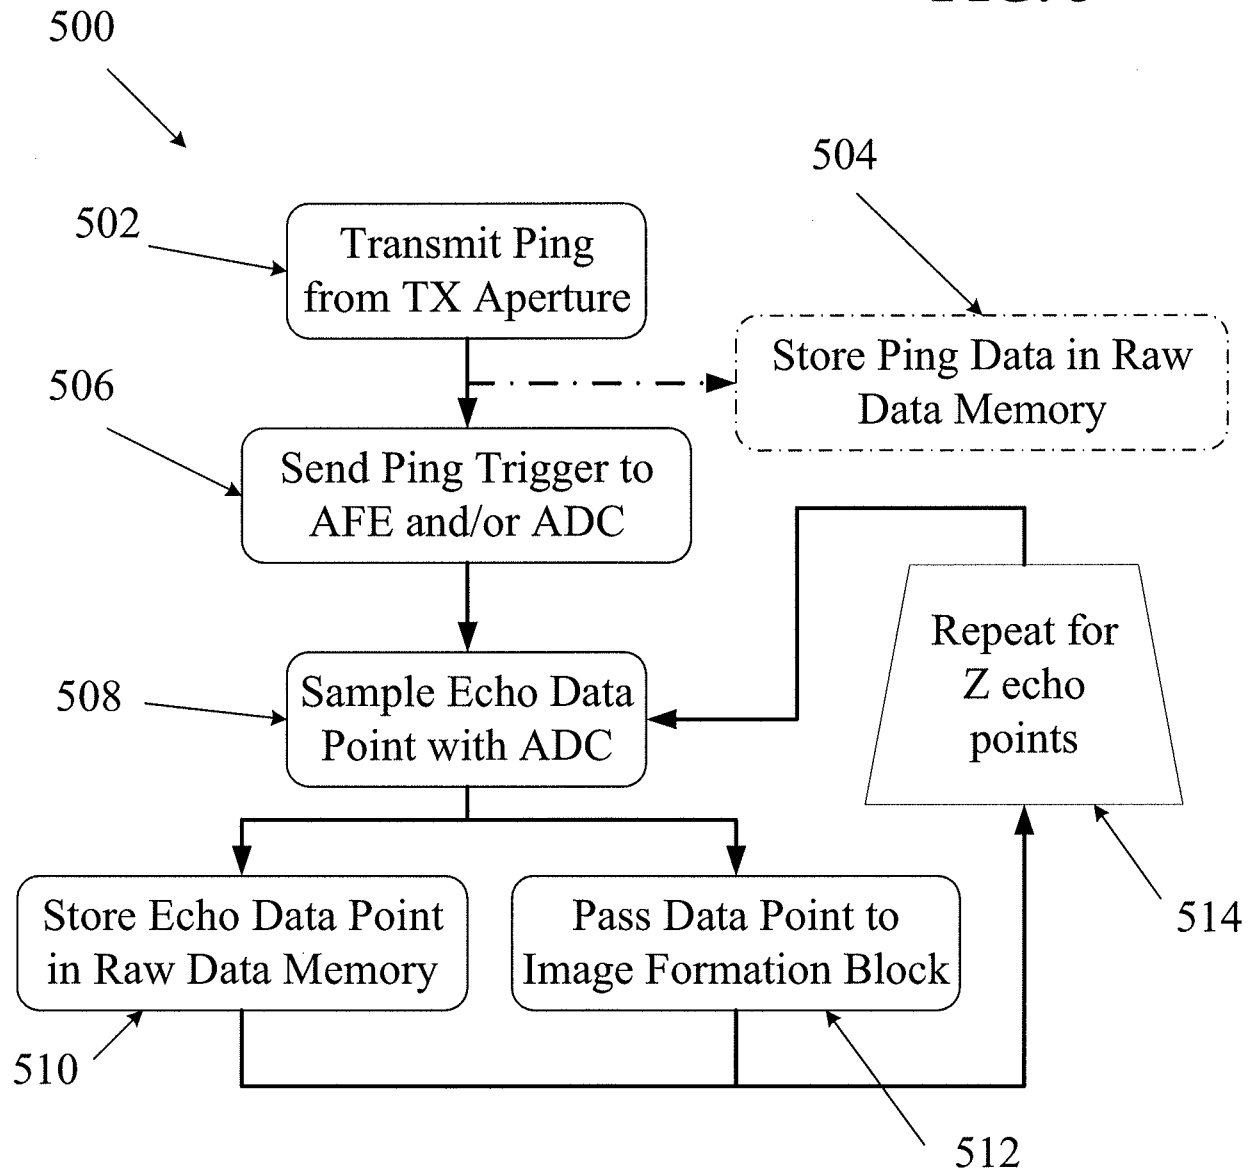 500
504
502
Transmit Ping
from TX Aperture
Store Ping Data in Raw
Data Memory
506
Send Ping Trigger to
AFE and/or ADC
Repeat for
Z echo
points
508
Sample Echo Data
Point with ADC
Store Echo Data Point
in Raw Data Memory
Pass Data Point to
Image Formation Block
514
510
512